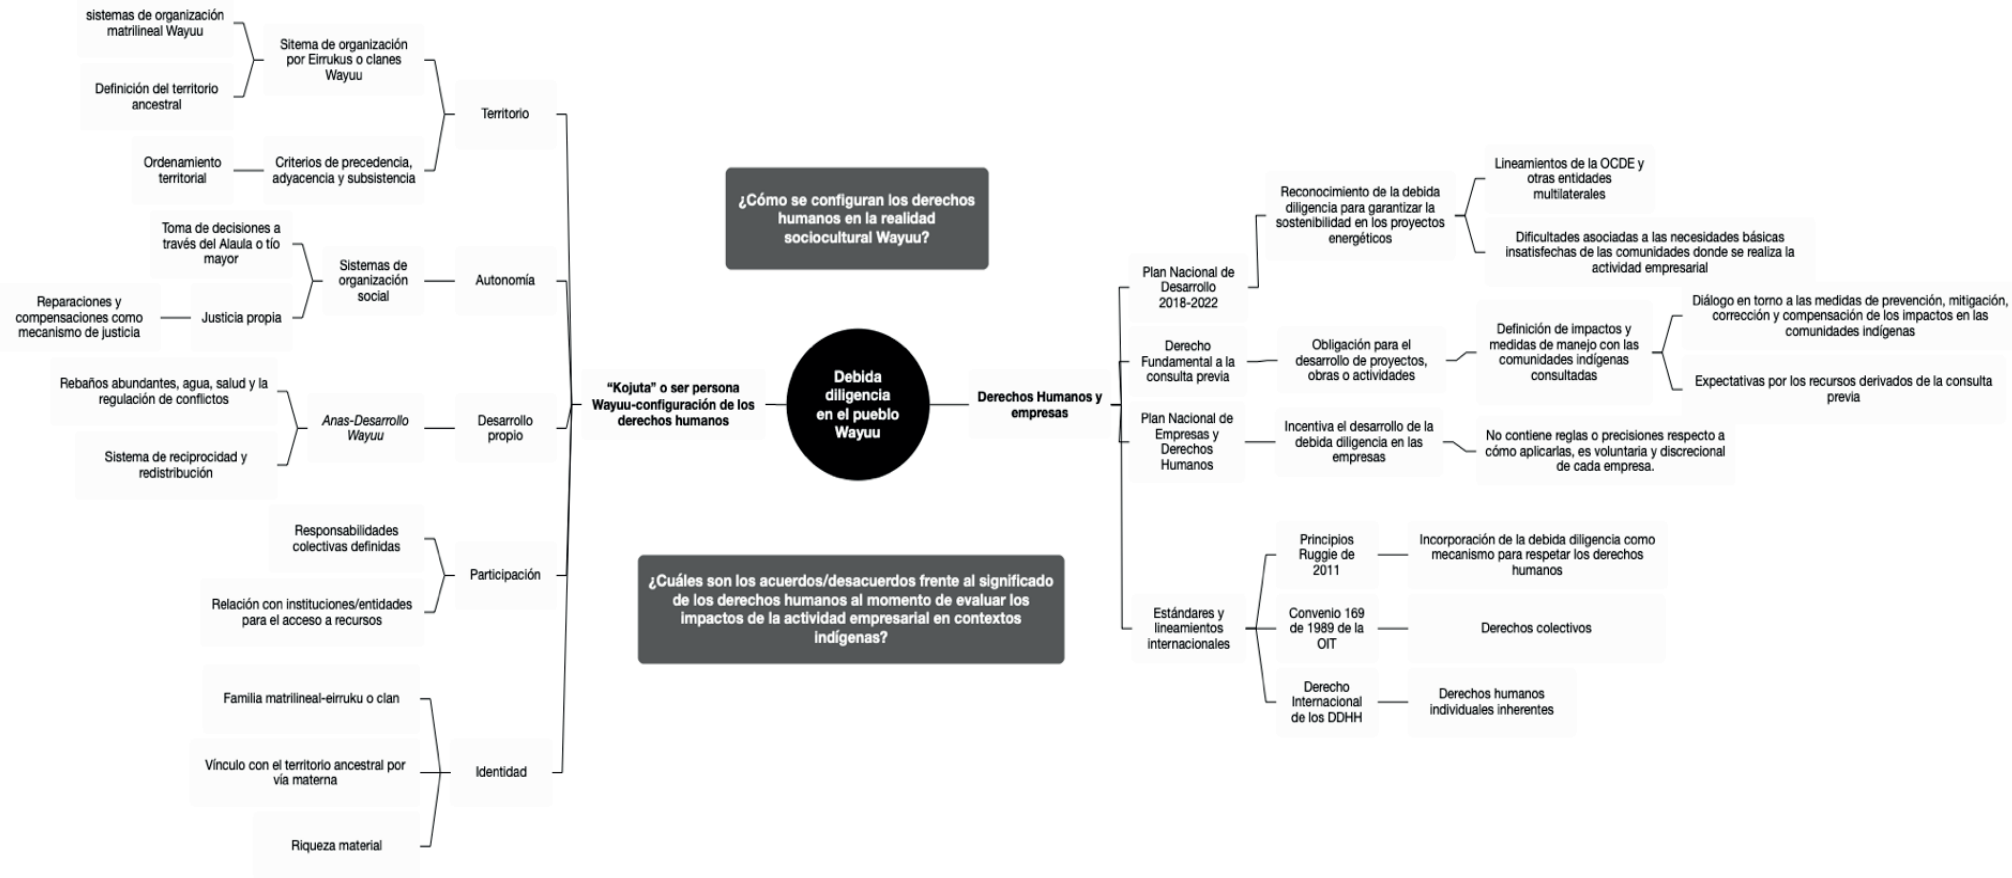 sistemas de organización
matrilineal Wayuu
Sitema de organización
por Eirrukus o clanes
Wayuu
Definición del territorio
ancestral
Territorio
Ordenamiento
territorial
Criterios de precedencia,
adyacencia y subsistencia
Toma de decisiones a
través del Alaula o tío
mayor
Sistemas de
organización
social
Autonomía
Reparaciones y
compensaciones como
mecanismo de justicia
Justicia propia
Rebaños abundantes, agua, salud y la
regulación de conflictos
Anas-Desarrollo
Wayuu
Desarrollo
propio
Sistema de reciprocidad y
redistribución
Responsabilidades
colectivas definidas
Participación
Relación con instituciones/entidades
para el acceso a recursos
Familia matrilineal-eirruku o clan
Vínculo con el territorio ancestral por
vía materna
Identidad
Riqueza material
“Kojuta” o ser persona
Wayuu-configuración de los
derechos humanos
¿Cómo se configuran los derechos
humanos en la realidad
sociocultural Wayuu?
Debida
diligencia
en el pueblo
Wayuu
¿Cuáles son los acuerdos/desacuerdos frente al significado
de los derechos humanos al momento de evaluar los
impactos de la actividad empresarial en contextos
indígenas?
Derechos Humanos y
empresas
Plan Nacional de
Desarrollo
2018-2022
Reconocimiento de la debida
diligencia para garantizar la
sostenibilidad en los proyectos
energéticos
Lineamientos de la OCDE y
otras entidades
multilaterales
Dificultades asociadas a las necesidades básicas
insatisfechas de las comunidades donde se realiza la
actividad empresarial
Derecho
Fundamental a la
consulta previa
Obligación para el
desarrollo de proyectos,
obras o actividades
Definición de impactos y
medidas de manejo con las
comunidades indígenas
consultadas
Diálogo en torno a las medidas de prevención, mitigación,
corrección y compensación de los impactos en las
comunidades indígenas
Expectativas por los recursos derivados de la consulta
previa
Plan Nacional de
Empresas y
Derechos
Humanos
Incentiva el desarrollo de la
debida diligencia en las
empresas
No contiene reglas o precisiones respecto a
cómo aplicarlas, es voluntaria y discrecional
de cada empresa.
Estándares y
lineamientos
internacionales
Principios
Ruggie de
2011
Incorporación de la debida diligencia como
mecanismo para respetar los derechos
humanos
Convenio 169
de 1989 de la
OIT
Derechos colectivos
Derecho
Internacional
de los DDHH
Derechos humanos
individuales inherentes